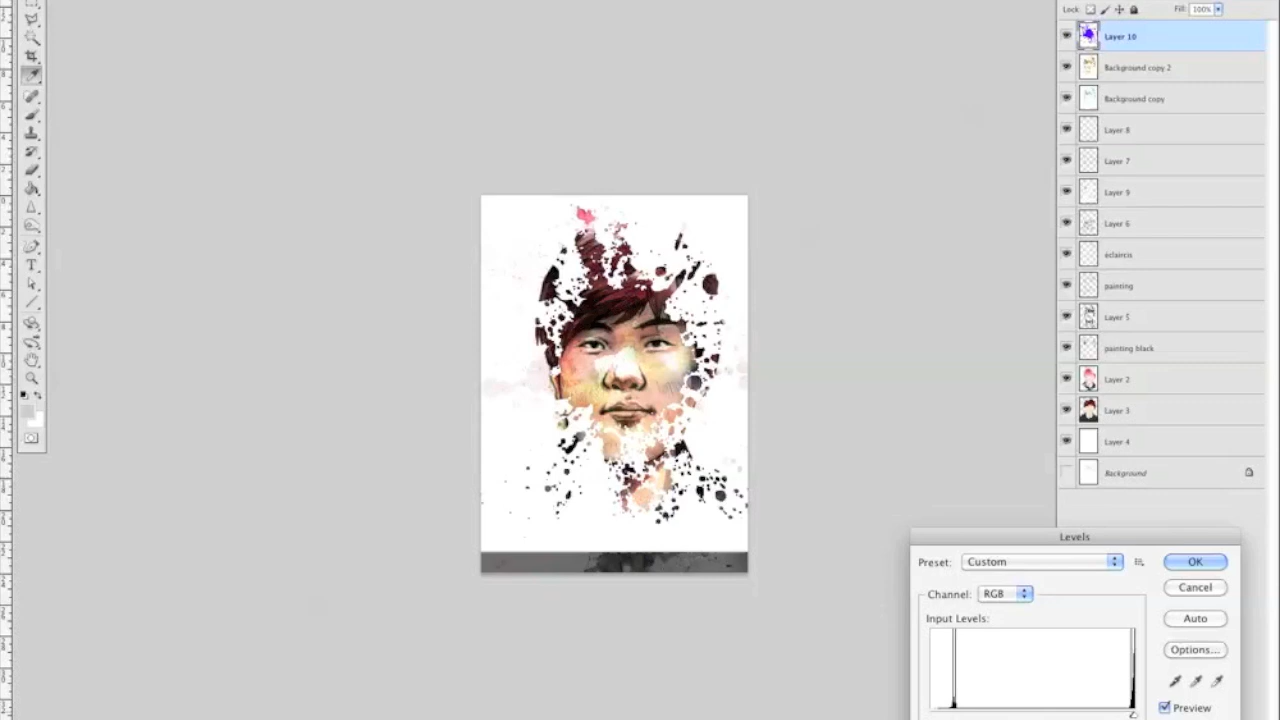 Lock:
Fill: 100%
Layer 10
Background copy 2
Background copy
Layer 8
Layer 7
Layer 9
Layer 6
éclaircis
painting
Layer 5
painting black
Layer 2
Layer 3
Layer 4
Background
Levels
Preset: Custom
OK
Cancel
Channel: RGB
Auto
Input Levels:
Options...
Preview